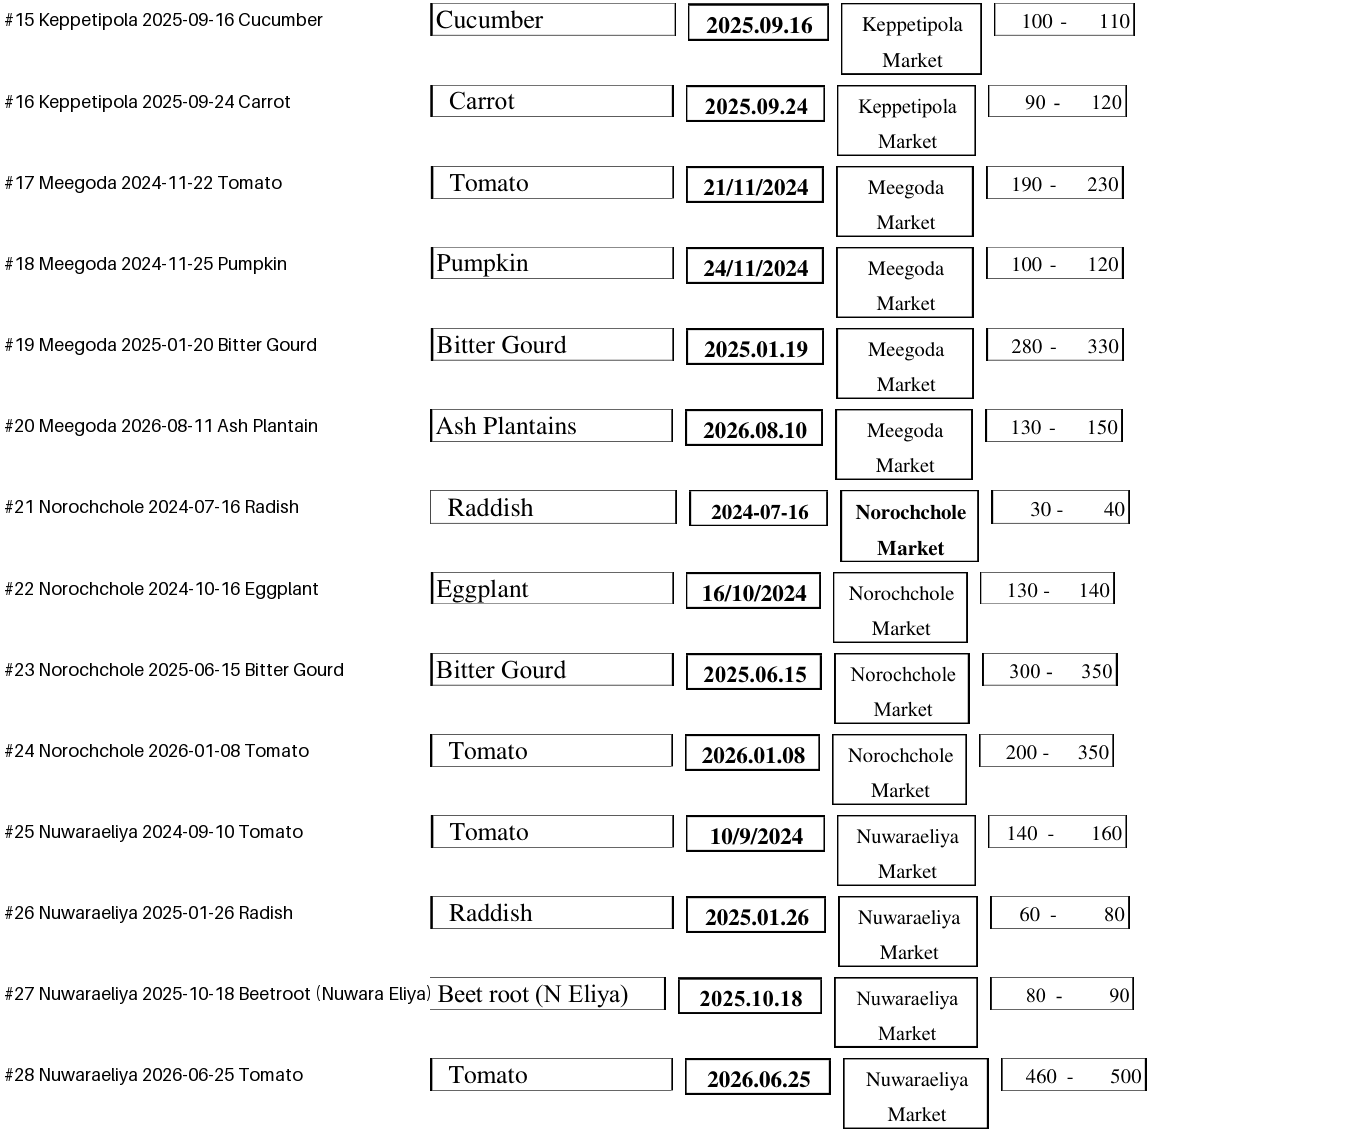 #15 Keppetipola 2025-09-16 Cucumber Cucumber 2025.09.16 Keppetipola 100 - 110
Market
#16 Keppetipola 2025-09-24 Carrot Carrot 2025.09.24 Keppetipola 90 - 120
Market
#17 Meegoda 2024-11-22 Tomato Tomato 21/11/2024 Meegoda 190 - 230
Market
#18 Meegoda 2024-11-25 Pumpkin Pumpkin 24/11/2024 Meegoda 100 - 120
Market
#19 Meegoda 2025-01-20 Bitter Gourd Bitter Gourd 2025.01.19 Meegoda 280 - 330
Market
#20 Meegoda 2026-08-11 Ash Plantain Ash Plantains 2026.08.10 Meegoda 130 - 150
Market
#21 Norochchole 2024-07-16 Radish Raddish 2024-07-16 Norochchole 30 - 40
Market
#22 Norochchole 2024-10-16 Eggplant Eggplant 16/10/2024 Norochchole 130 - 140
Market
#23 Norochchole 2025-06-15 Bitter Gourd Bitter Gourd 2025.06.15 Norochchole 300 - 350
Market
#24 Norochchole 2026-01-08 Tomato Tomato 2026.01.08 Norochchole 200 - 350
Market
#25 Nuwaraeliya 2024-09-10 Tomato Tomato 10/9/2024 Nuwaraeliya 140 - 160
Market
#26 Nuwaraeliya 2025-01-26 Radish Raddish 2025.01.26 Nuwaraeliya 60 - 80
Market
#27 Nuwaraeliya 2025-10-18 Beetroot (Nuwara Eliya) Beet root (N Eliya) 2025.10.18 Nuwaraeliya 80 - 90
Market
#28 Nuwaraeliya 2026-06-25 Tomato Tomato 2026.06.25 Nuwaraeliya 460 - 500
Market